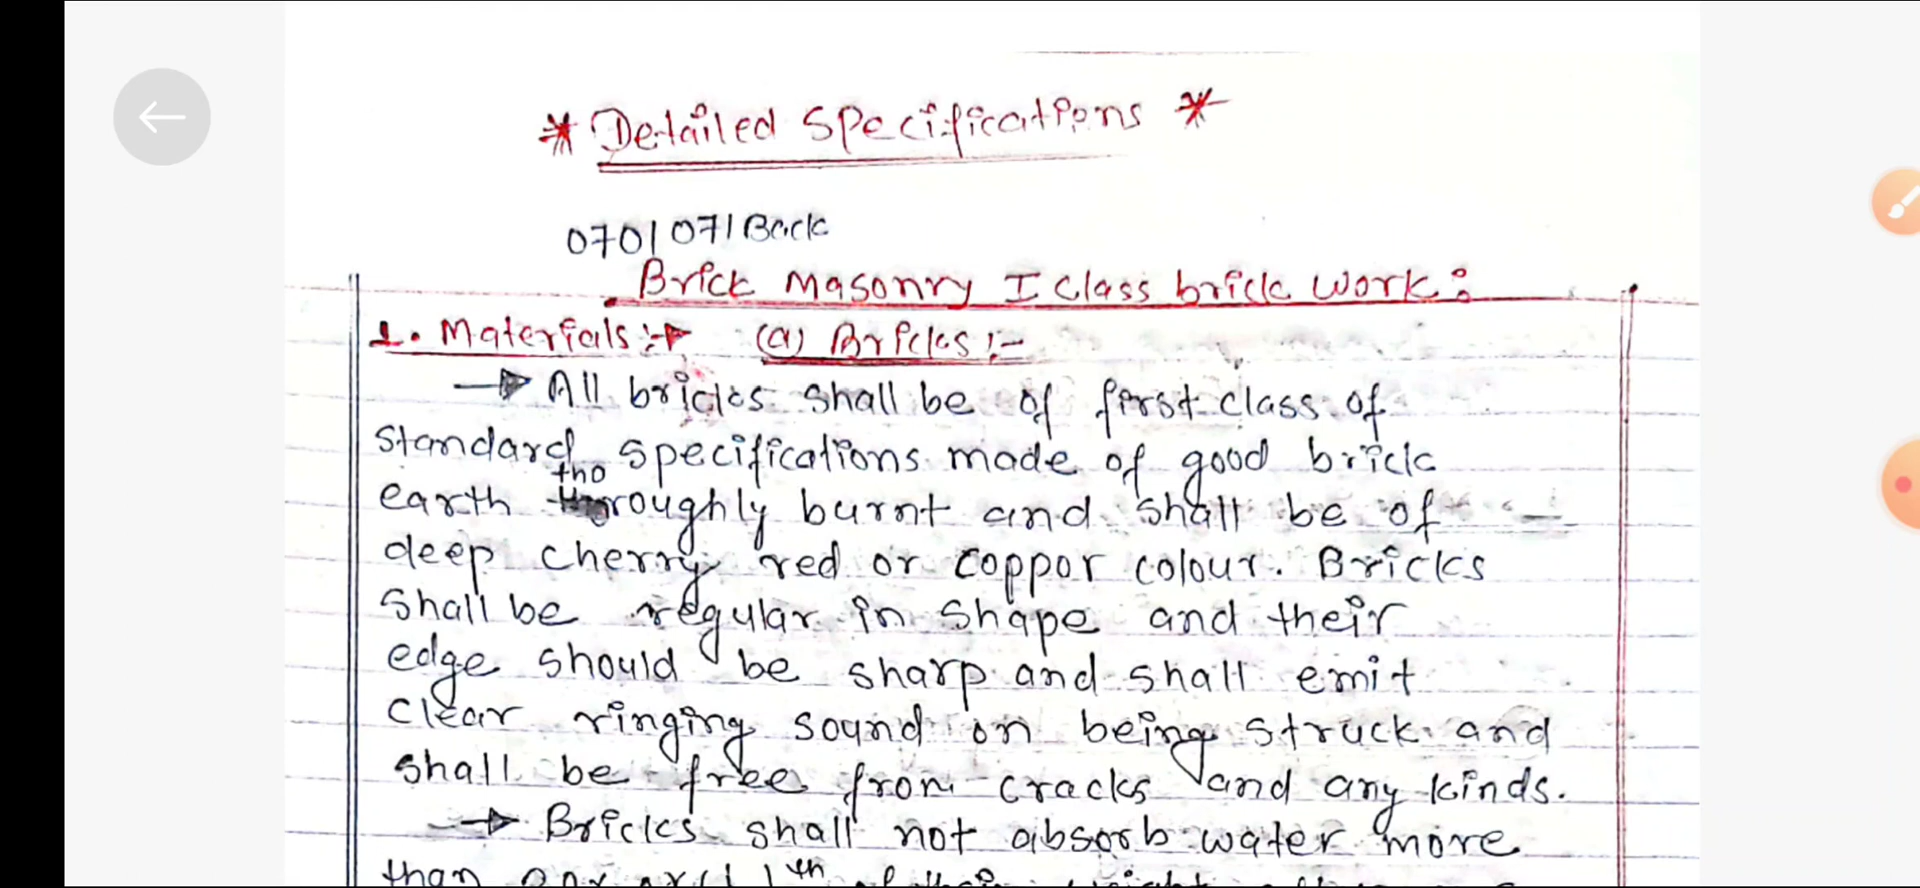 * Detailed Specifications *
0701071Back
Brick Masonry I class brick work:
1. Materials :→ (a) Bricks :-
→ All bricks shall be of first class of
standard specifications made of good brick
earth thoroughly burnt and shall be of
deep cherry red or coppor colour. Bricks
shall be regular in shape and their
edge should be sharp and shall emit
clear ringing sound on being struck and
shall be free from cracks and any kinds.
→ Bricks shall not absorb water more
than